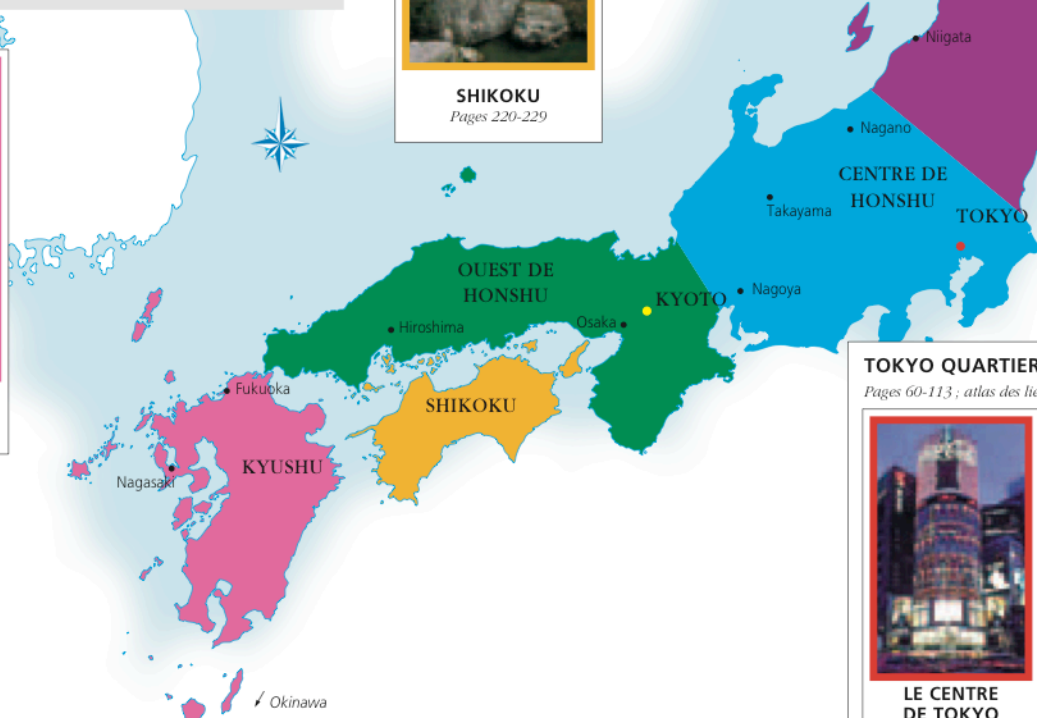 SHIKOKU
Pages 220-229
Niigata
Nagano
CENTRE DE
HONSHU
Takayama
TOKYO
OUEST DE
HONSHU
KYOTO
Nagoya
Osaka
Hiroshima
Fukuoka
SHIKOKU
KYUSHU
Nagasaki
Okinawa
TOKYO QUARTIER
Pages 60-113 ; atlas des lie
LE CENTRE
DE TOKYO